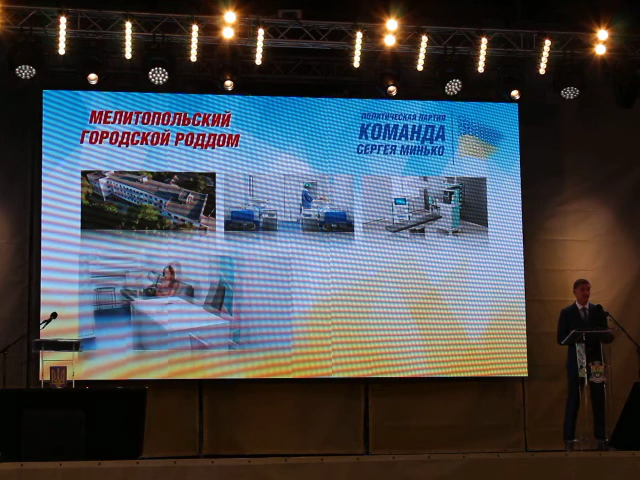 МЕЛИТОПОЛЬСКИЙ
ГОРОДСКОЙ РОДДОМ
ПОЛИТИЧЕСКАЯ ПАРТИЯ
КОМАНДА
СЕРГЕЯ МИНЬКО